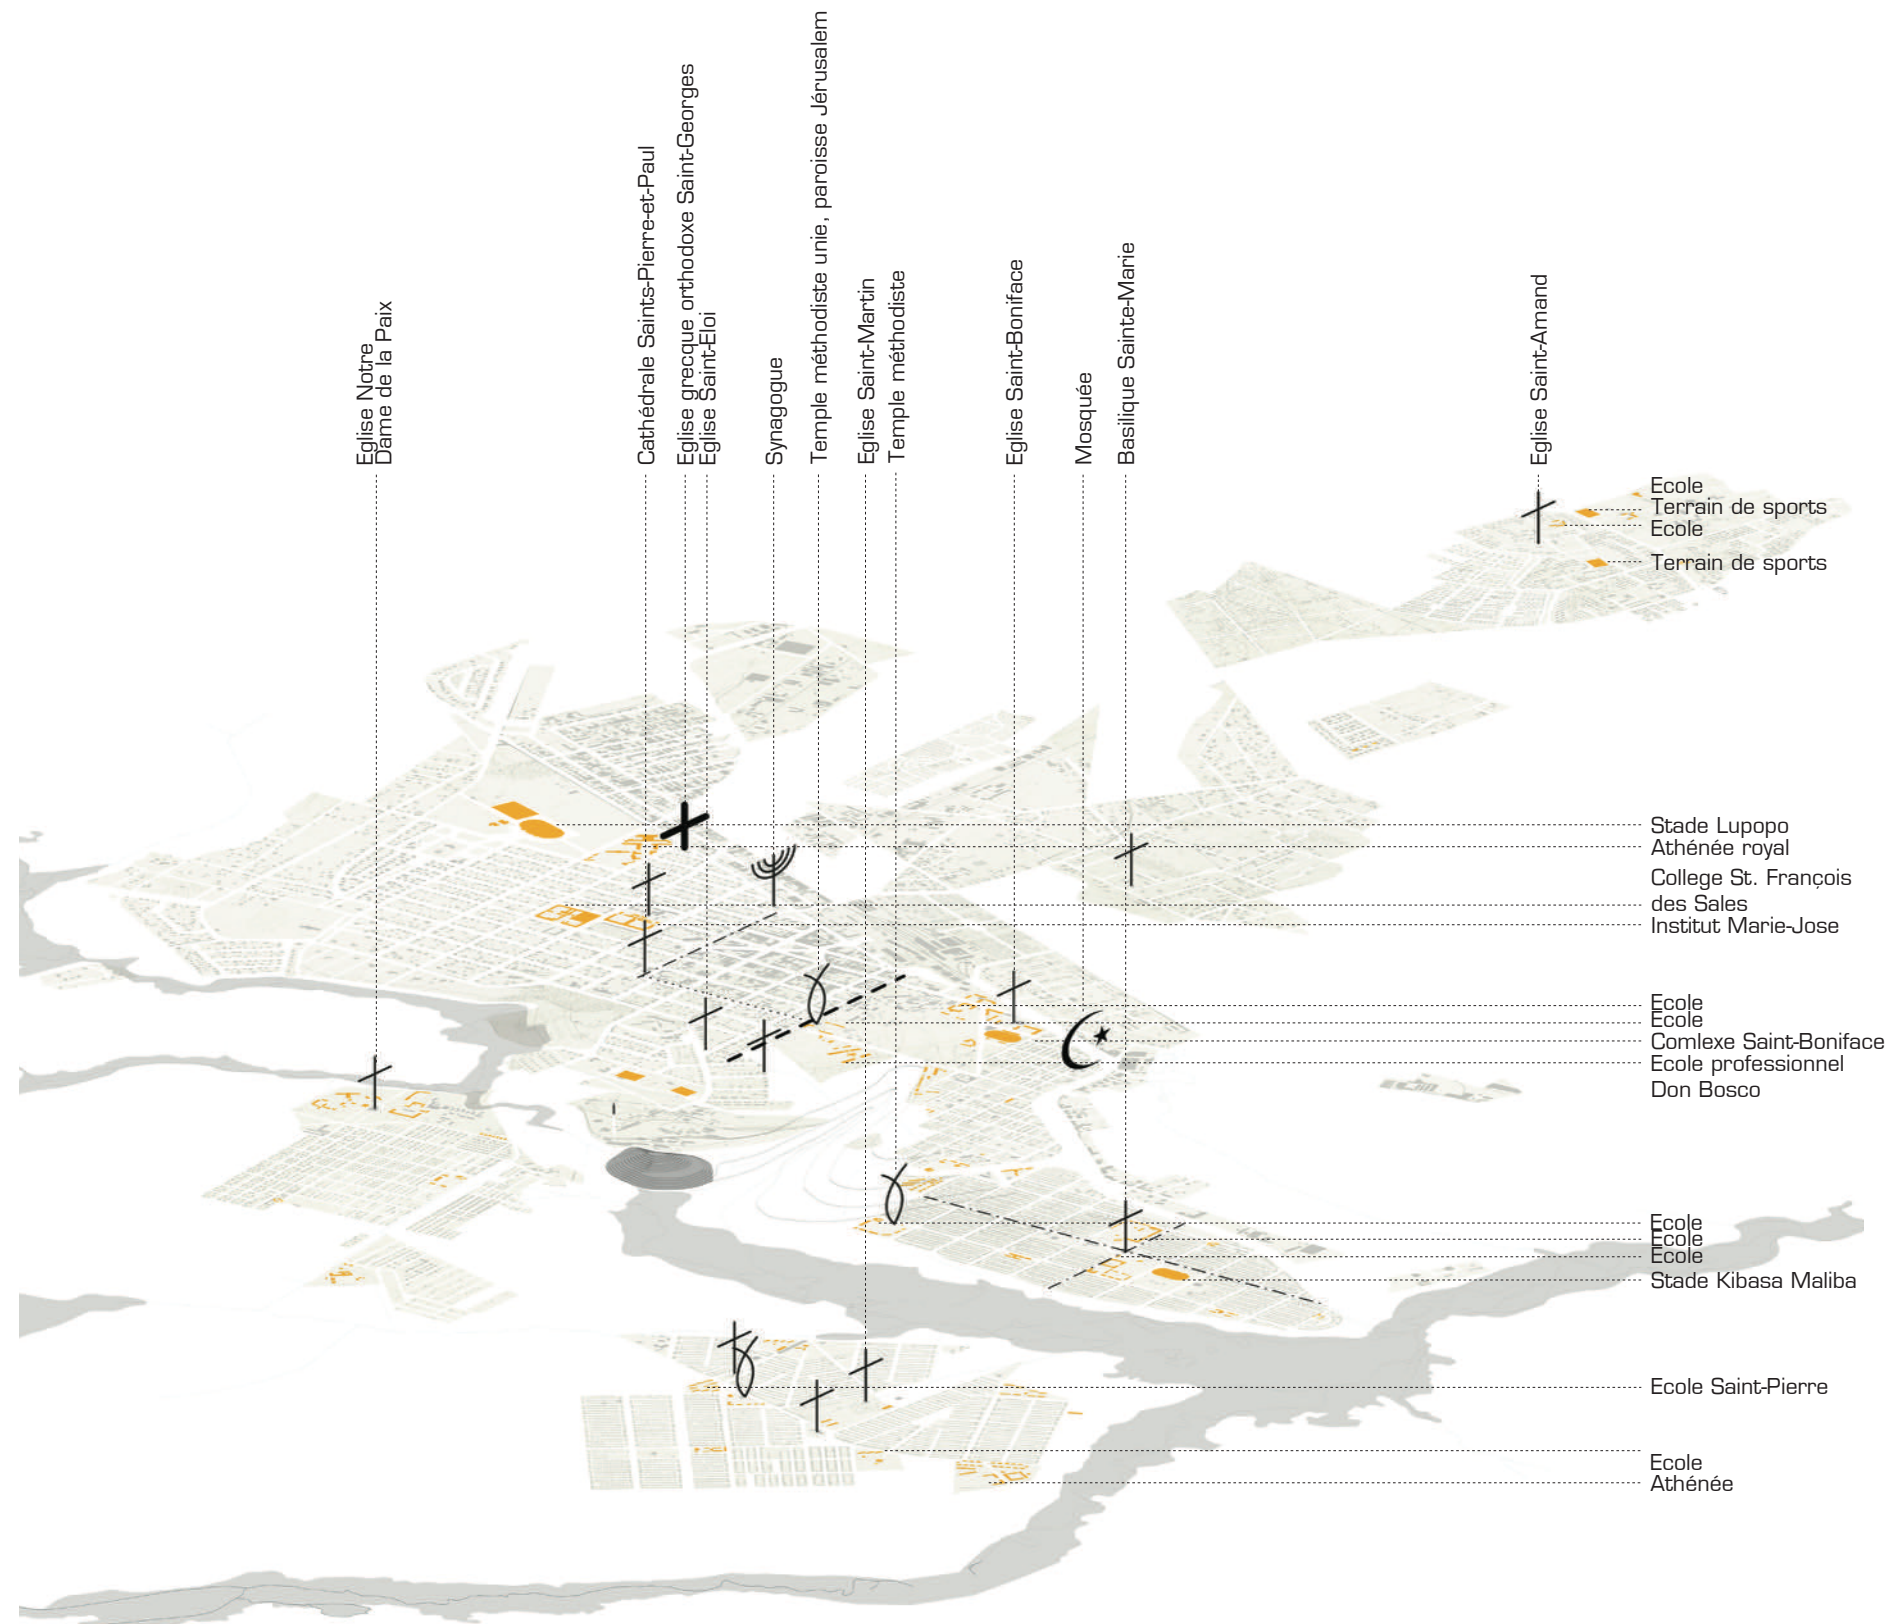 Eglise Notre
Dame de la Paix
Cathédrale Saints-Pierre-et-Paul
Eglise grecque orthodoxe Saint-Georges
Eglise Saint-Eloi
Synagogue
Temple méthodiste unie, paroisse Jérusalem
Eglise Saint-Martin
Temple méthodiste
Eglise Saint-Boniface
Mosquée
Basilique Sainte-Marie
Eglise Saint-Amand
Ecole
Terrain de sports
Ecole
Terrain de sports
Stade Lupopo
Athénée royal
College St. François
des Sales
Institut Marie-Jose
Ecole
Ecole
Comlexe Saint-Boniface
Ecole professionnel
Don Bosco
Ecole
Ecole
Ecole
Stade Kibasa Maliba
Ecole Saint-Pierre
Ecole
Athénée